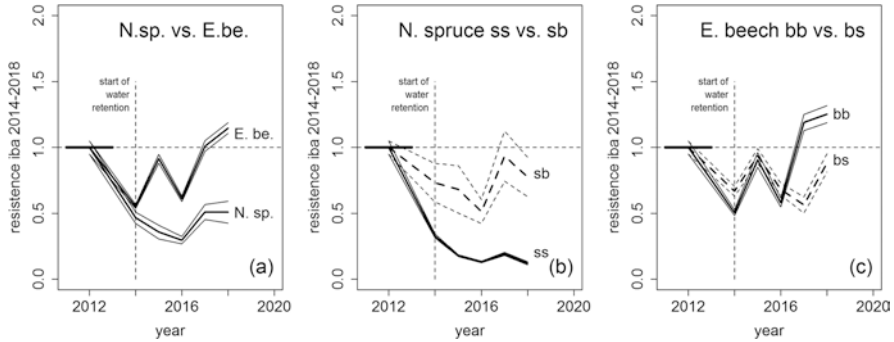 N.sp. vs. E.be.
resistence iba 2014-2018
2.0
1.5
1.0
0.5
0.0
start of
water
retention
E. be.
N. sp.
(a)
2012
2016
2020
year
N. spruce ss vs. sb
resistence iba 2014-2018
2.0
1.5
1.0
0.5
0.0
start of
water
retention
sb
ss
(b)
2012
2016
2020
year
E. beech bb vs. bs
resistence iba 2014-2018
2.0
1.5
1.0
0.5
0.0
start of
water
retention
bb
bs
(c)
2012
2016
2020
year